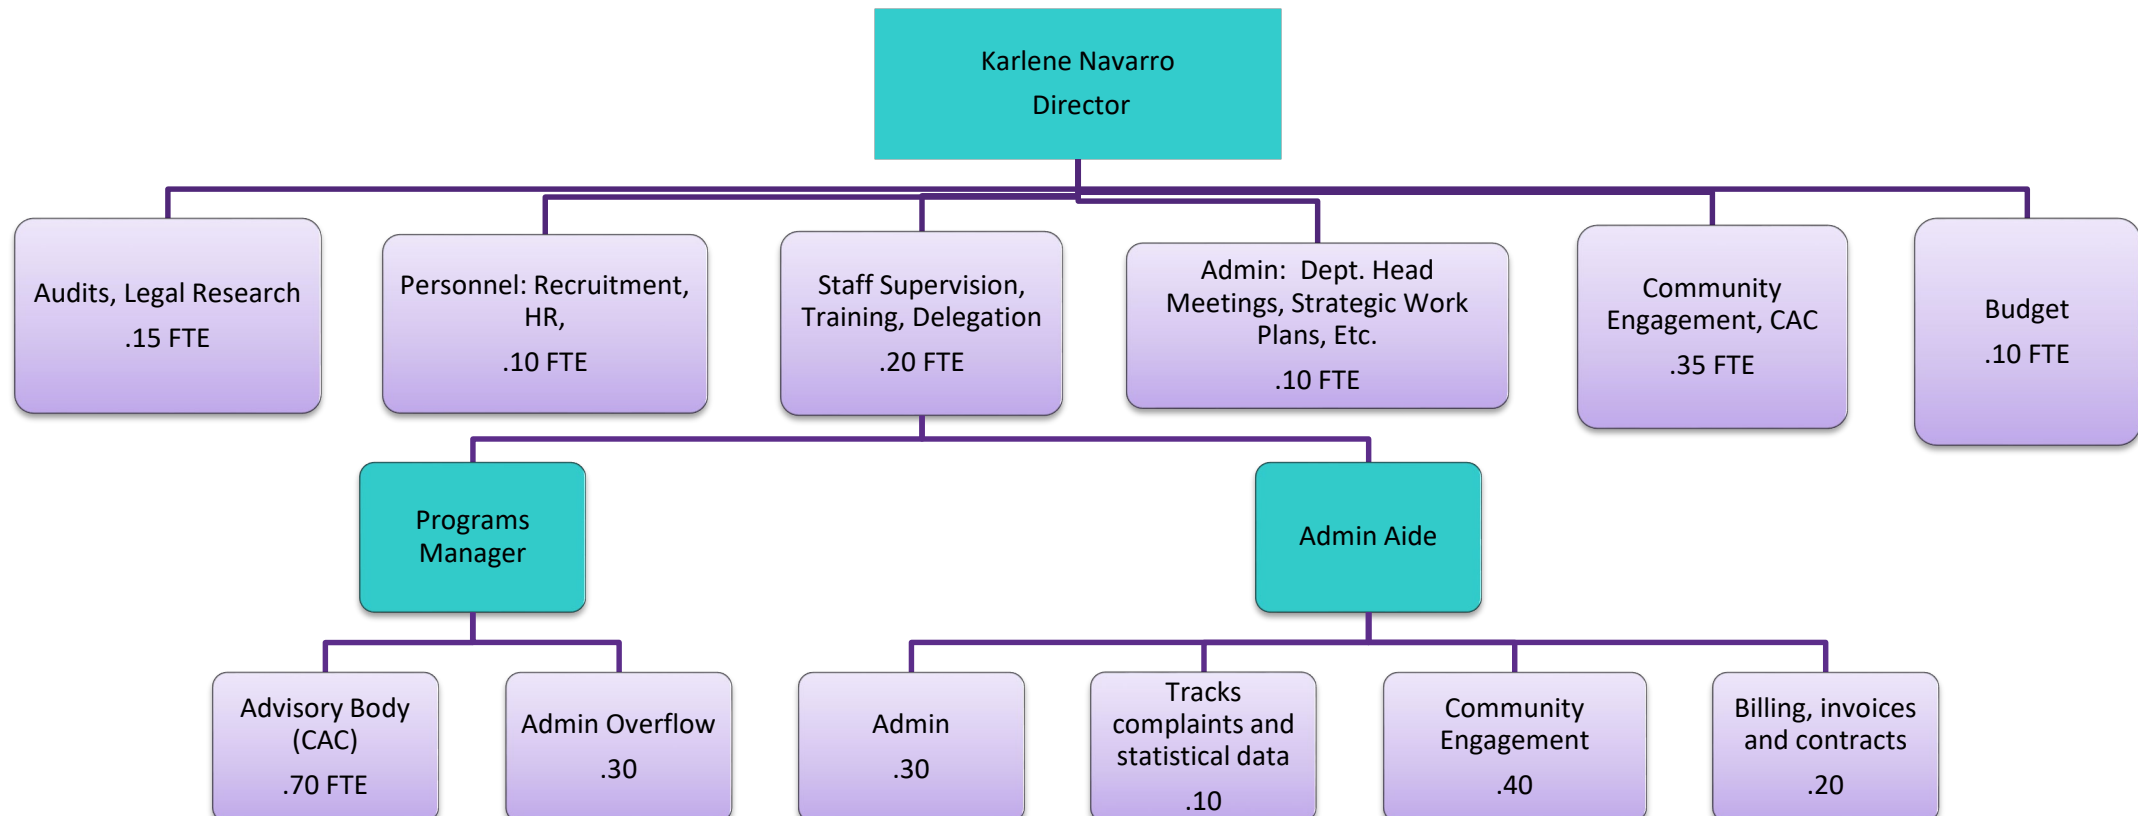 Karlene Navarro
Director
Audits, Legal Research
.15 FTE
Personnel: Recruitment,
HR,
.10 FTE
Staff Supervision,
Training, Delegation
.20 FTE
Admin:  Dept. Head
Meetings, Strategic Work
Plans, Etc.
.10 FTE
Community
Engagement, CAC
.35 FTE
Budget
.10 FTE
Programs
Manager
Admin Aide
Advisory Body
(CAC)
.70 FTE
Admin Overflow
.30
Admin
.30
Tracks
complaints and
statistical data
.10
Community
Engagement
.40
Billing, invoices
and contracts
.20